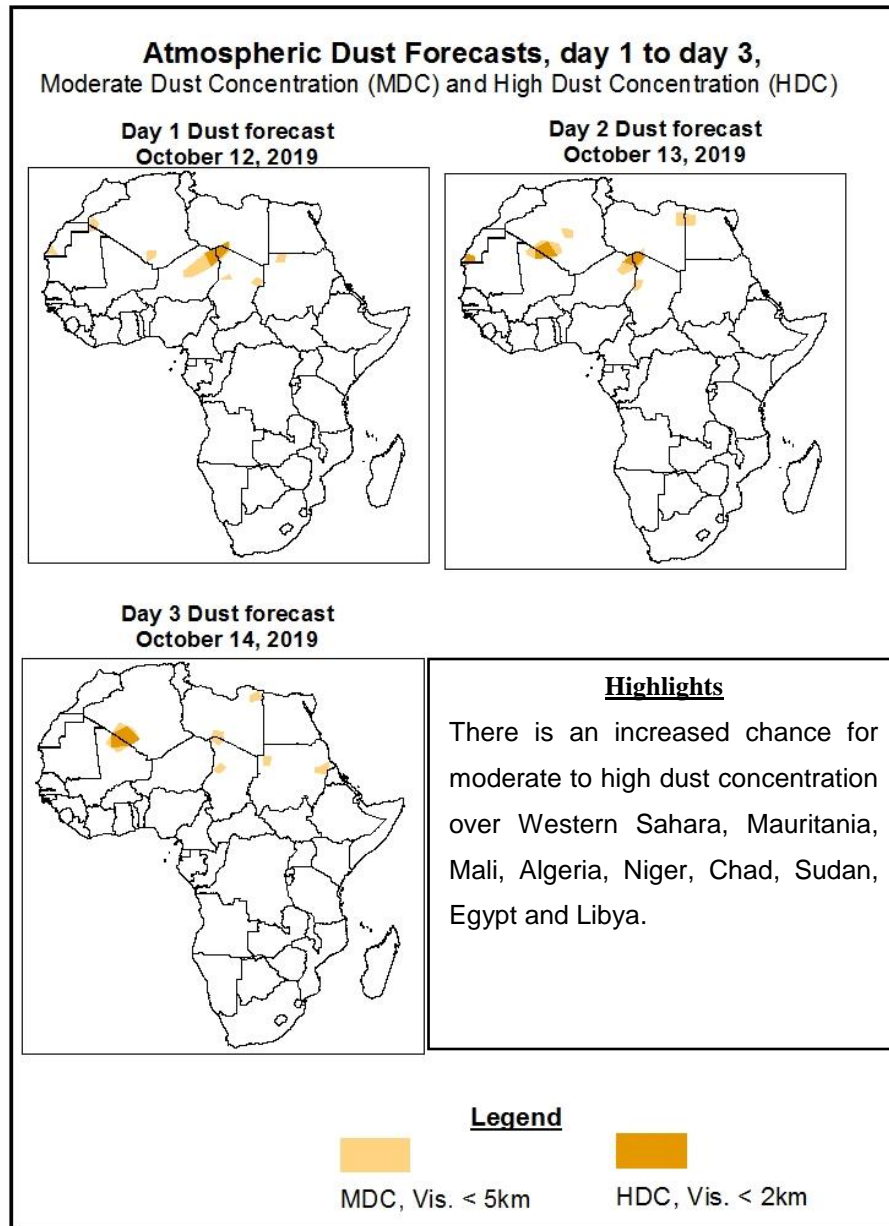 Atmospheric Dust Forecasts, day 1 to day 3,
Moderate Dust Concentration (MDC) and High Dust Concentration (HDC)
Day 1 Dust forecast
October 12, 2019
Day 2 Dust forecast
October 13, 2019
Day 3 Dust forecast
October 14, 2019
Highlights
There is an increased chance for
moderate to high dust concentration
over Western Sahara, Mauritania,
Mali, Algeria, Niger, Chad, Sudan,
Egypt and Libya.
Legend
MDC, Vis. < 5km
HDC, Vis. < 2km